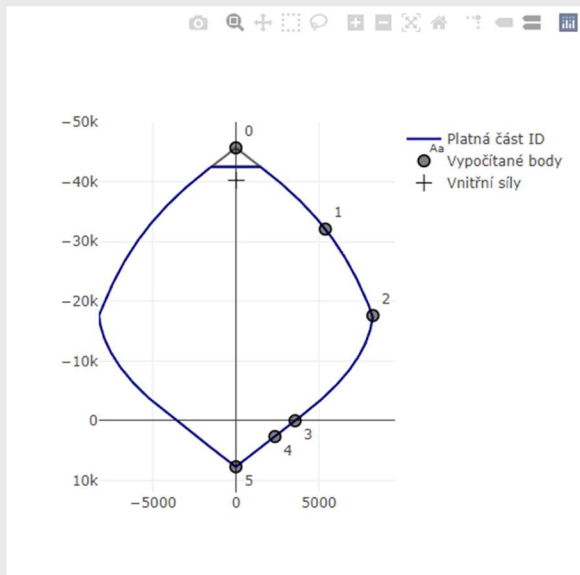 −50k
−40k
−30k
−20k
−10k
0
10k
−5000
0
5000
0
1
2
3
4
5
Platná část ID
Aa
Vypočítané body
Vnitřní síly